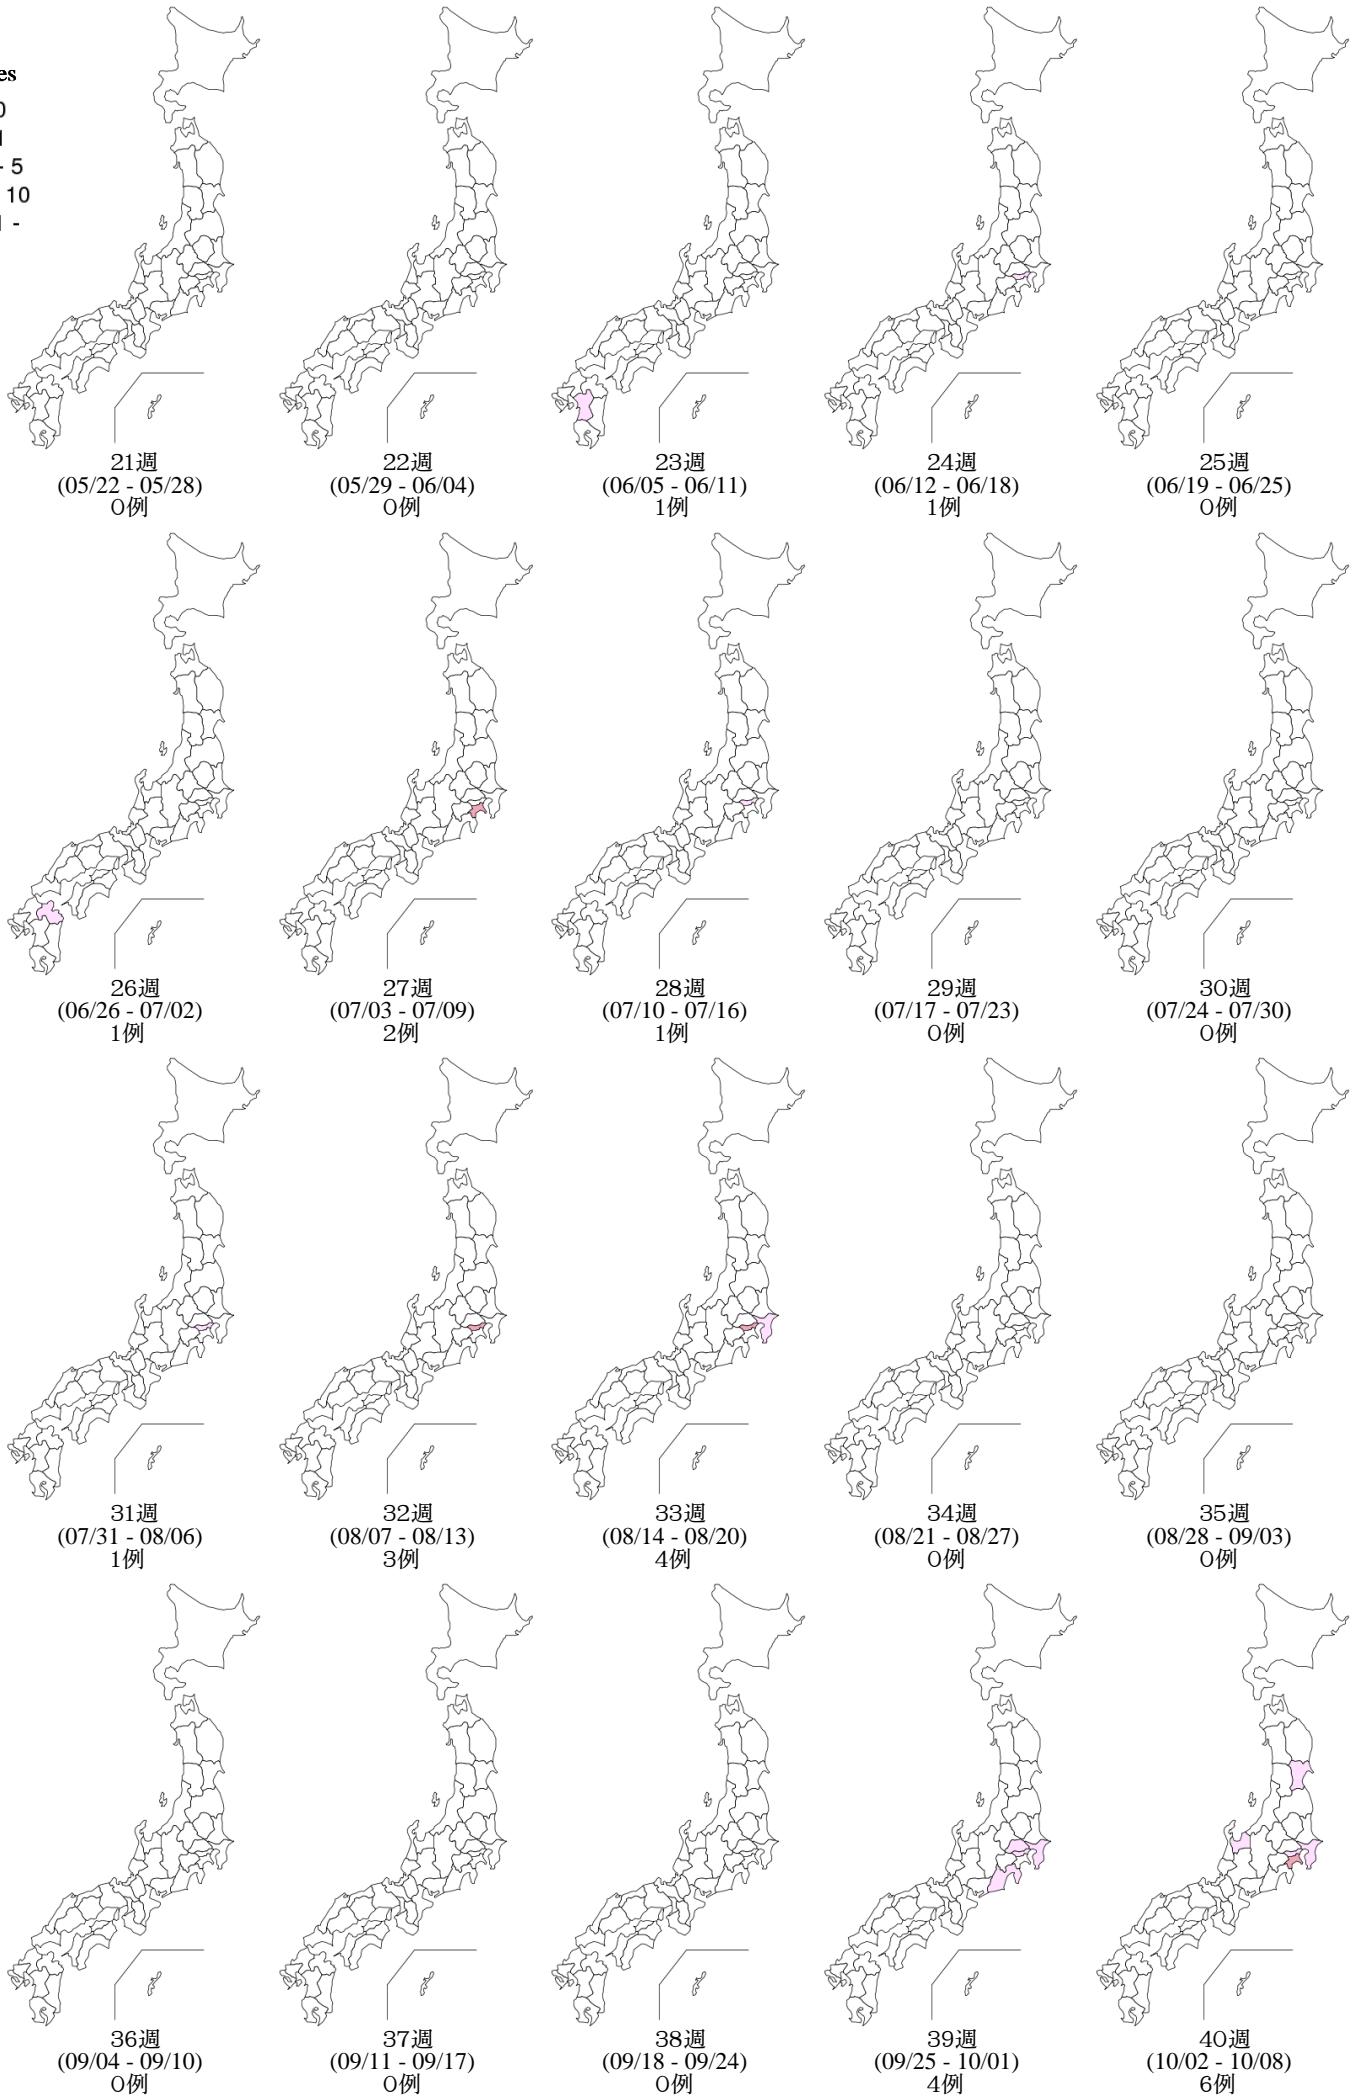 es
0
1
- 5
10
1 -
21週
(05/22 - 05/28)
0例
22週
(05/29 - 06/04)
0例
23週
(06/05 - 06/11)
1例
24週
(06/12 - 06/18)
1例
25週
(06/19 - 06/25)
0例
26週
(06/26 - 07/02)
1例
27週
(07/03 - 07/09)
2例
28週
(07/10 - 07/16)
1例
29週
(07/17 - 07/23)
0例
30週
(07/24 - 07/30)
0例
31週
(07/31 - 08/06)
1例
32週
(08/07 - 08/13)
3例
33週
(08/14 - 08/20)
4例
34週
(08/21 - 08/27)
0例
35週
(08/28 - 09/03)
0例
36週
(09/04 - 09/10)
0例
37週
(09/11 - 09/17)
0例
38週
(09/18 - 09/24)
0例
39週
(09/25 - 10/01)
4例
40週
(10/02 - 10/08)
6例